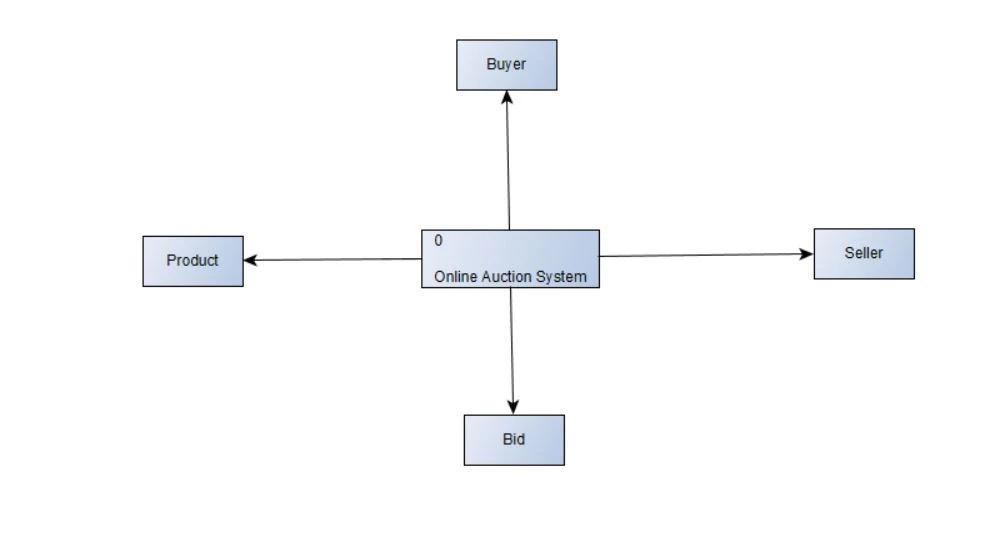 Buyer
0
Online Auction System
Product
Seller
Bid